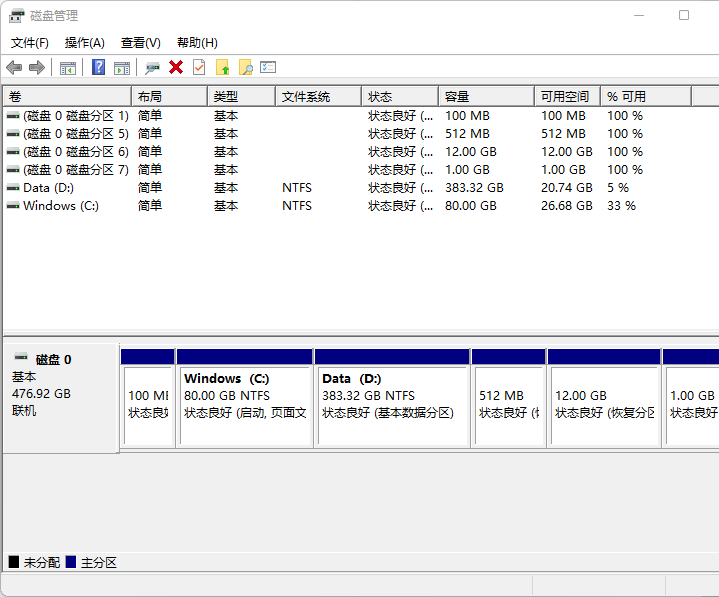 磁盘管理
文件(F) 操作(A) 查看(V) 帮助(H)
卷 布局 类型 文件系统 状态 容量 可用空间 % 可用
(磁盘 0 磁盘分区 1) 简单 基本 状态良好 (... 100 MB 100 MB 100 %
(磁盘 0 磁盘分区 5) 简单 基本 状态良好 (... 512 MB 512 MB 100 %
(磁盘 0 磁盘分区 6) 简单 基本 状态良好 (... 12.00 GB 12.00 GB 100 %
(磁盘 0 磁盘分区 7) 简单 基本 状态良好 (... 1.00 GB 1.00 GB 100 %
Data (D:) 简单 基本 NTFS 状态良好 (... 383.32 GB 20.74 GB 5 %
Windows (C:) 简单 基本 NTFS 状态良好 (... 80.00 GB 26.68 GB 33 %
磁盘 0
基本
476.92 GB
联机
100 MB
状态良好
Windows (C:)
80.00 GB NTFS
状态良好 (启动, 页面文
Data (D:)
383.32 GB NTFS
状态良好 (基本数据分区)
512 MB
状态良好 (
12.00 GB
状态良好 (恢复分区
1.00 GB
状态良好
未分配 主分区